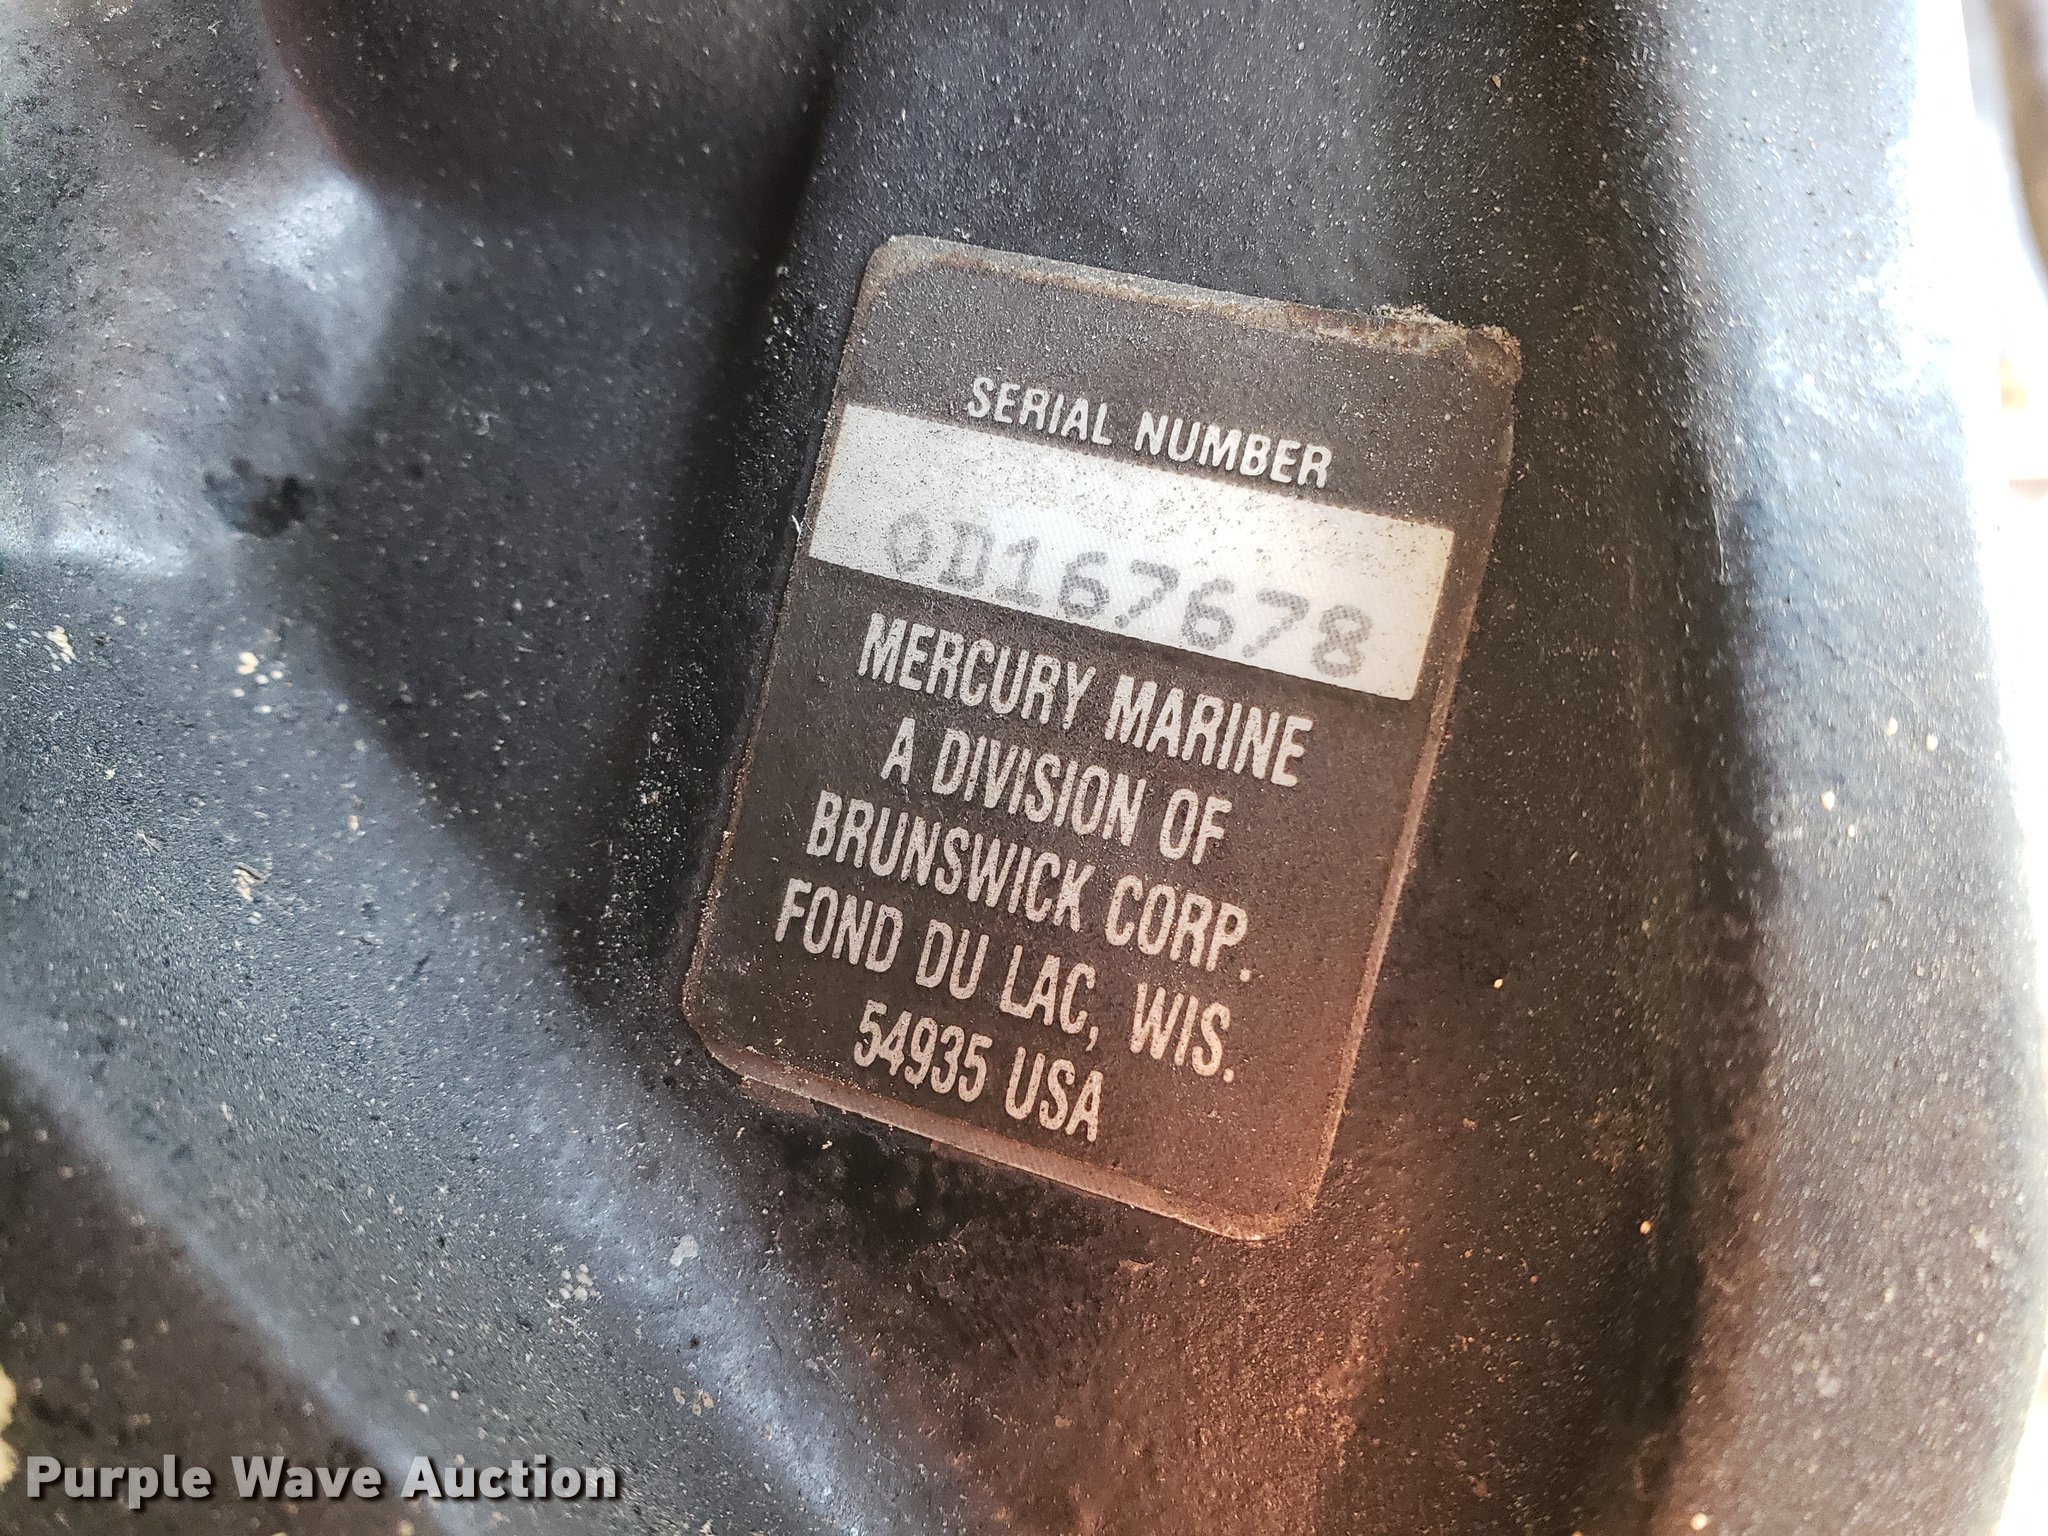 SERIAL NUMBER
0D167678
MERCURY MARINE
A DIVISION OF
BRUNSWICK CORP.
FOND DU LAC, WIS.
54935 USA
Purple Wave Auction